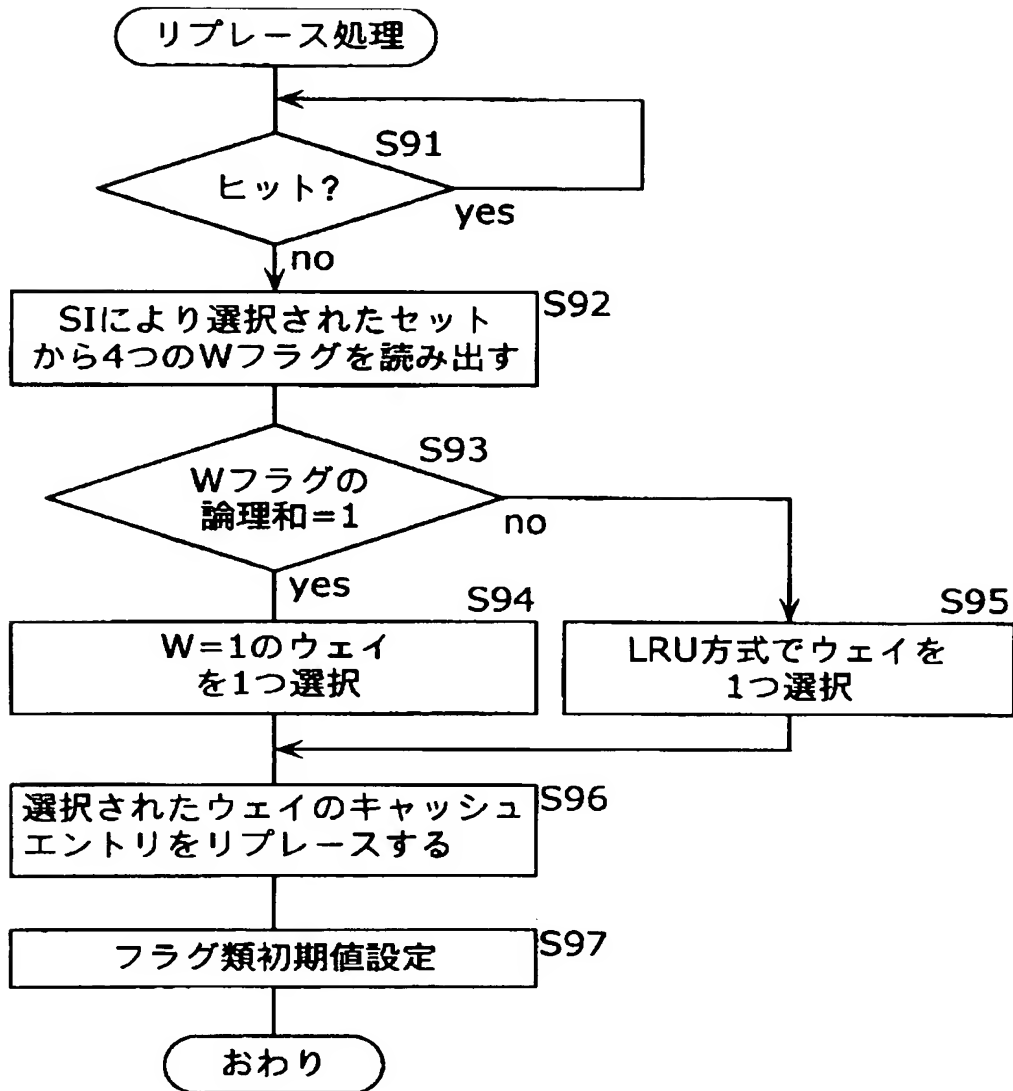 リプレース処理
S91
ヒット?
yes
no
S92
SIにより選択されたセット
から4つのWフラグを読み出す
S93
Wフラグの
論理和=1
no
yes
S94
W=1のウェイ
を1つ選択
S95
LRU方式でウェイを
1つ選択
S96
選択されたウェイのキャッシュ
エントリをリプレースする
S97
フラグ類初期値設定
おわり